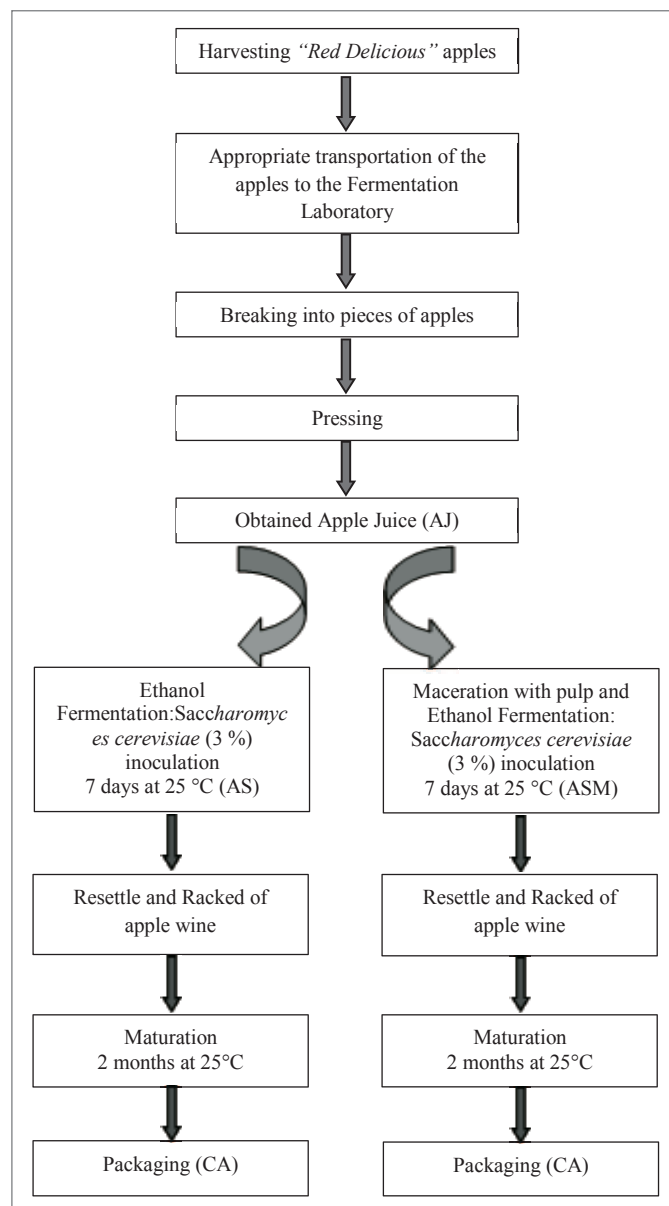 Harvesting “Red Delicious” apples
Appropriate transportation of the
apples to the Fermentation
Laboratory
Breaking into pieces of apples
Pressing
Obtained Apple Juice (AJ)
Ethanol
Fermentation:Saccharomyc
es cerevisiae (3 %)
inoculation
7 days at 25 °C (AS)
Maceration with pulp and
Ethanol Fermentation:
Saccharomyces cerevisiae
(3 %) inoculation
7 days at 25 °C (ASM)
Resettle and Racked of
apple wine
Resettle and Racked of
apple wine
Maturation
2 months at 25°C
Maturation
2 months at 25°C
Packaging (CA)
Packaging (CA)